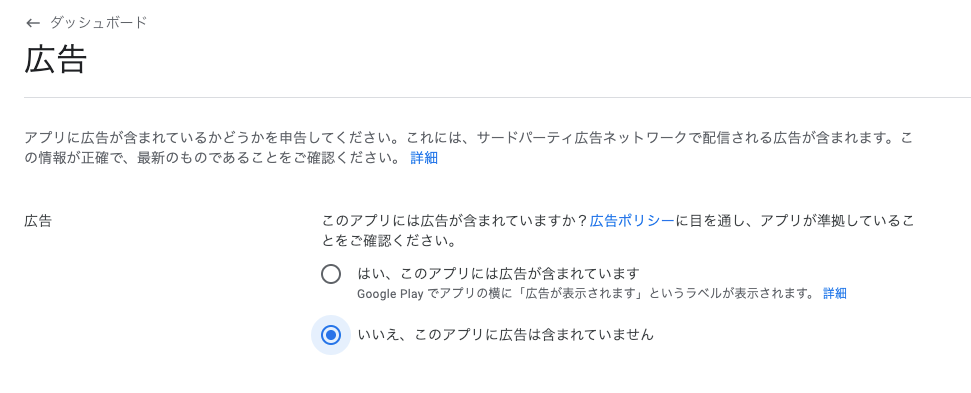 ← ダッシュボード
広告
アプリに広告が含まれているかどうかを申告してください。これには、サードパーティ広告ネットワークで配信される広告が含まれます。こ
の情報が正確で、最新のものであることをご確認ください。 詳細
広告
このアプリには広告が含まれていますか？広告ポリシーに目を通し、アプリが準拠しているこ
とをご確認ください。
はい、このアプリには広告が含まれています
Google Play でアプリの横に「広告が表示されます」というラベルが表示されます。 詳細
いいえ、このアプリに広告は含まれていません